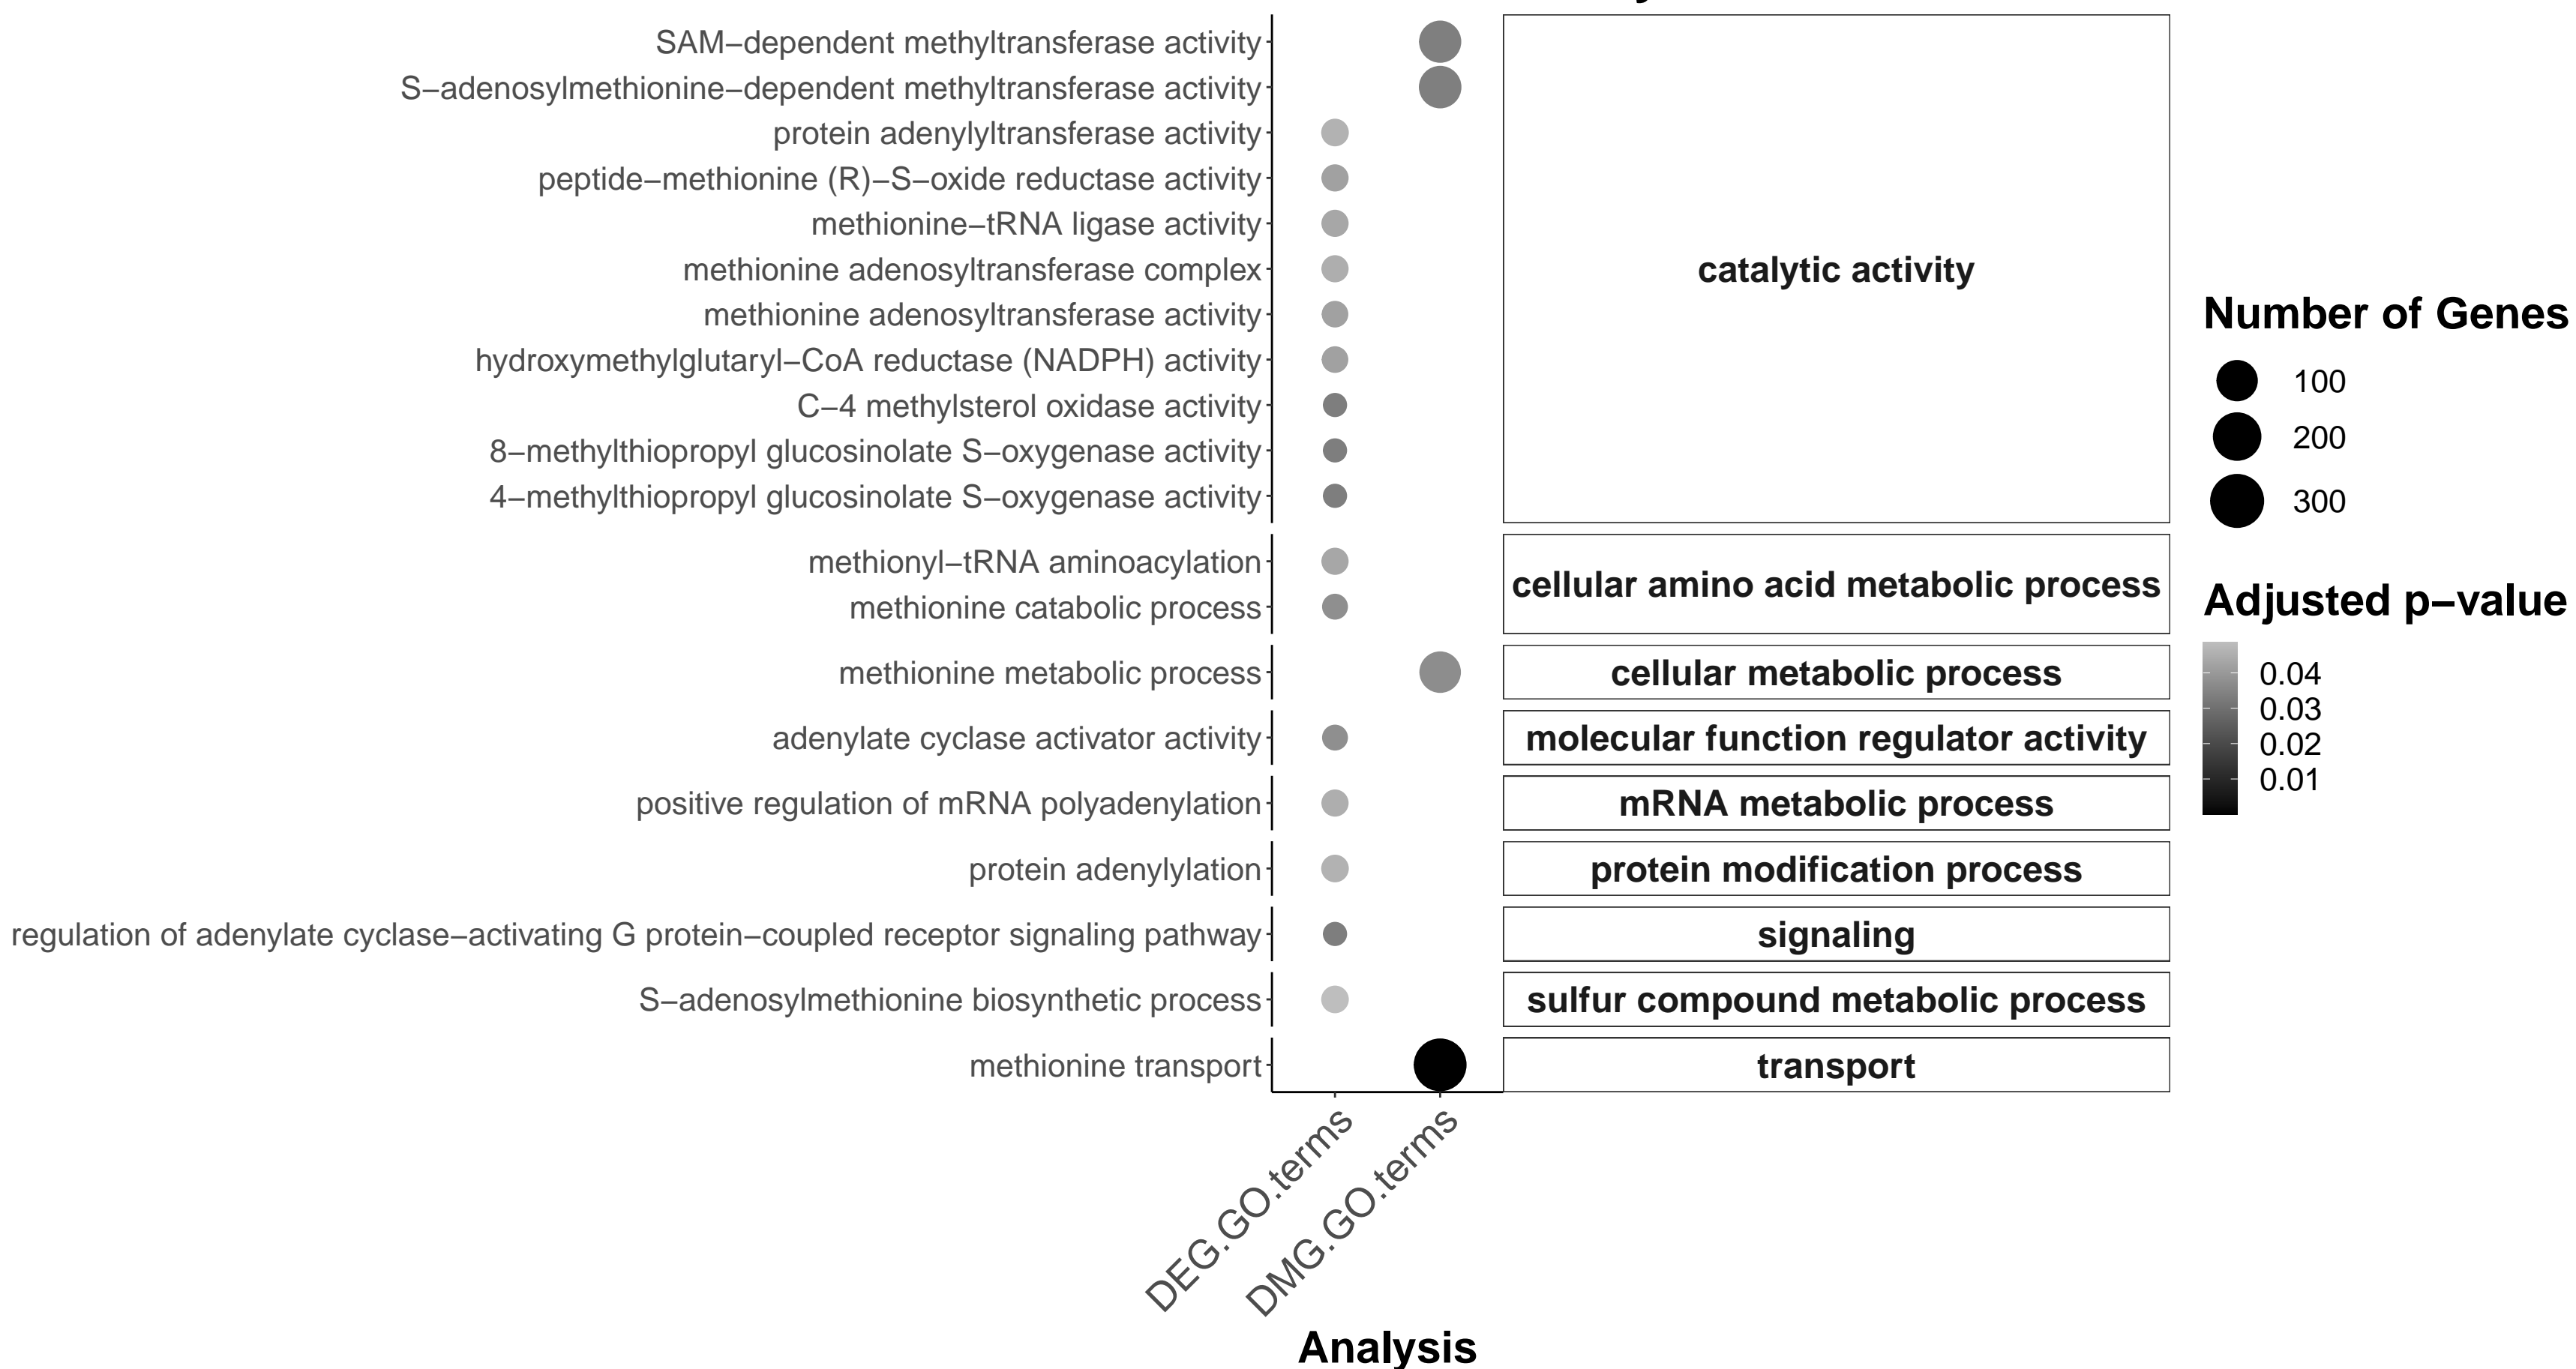 SAM−dependent methyltransferase activity
S−adenosylmethionine−dependent methyltransferase activity
protein adenylyltransferase activity
peptide−methionine (R)−S−oxide reductase activity
methionine−tRNA ligase activity
methionine adenosyltransferase complex
methionine adenosyltransferase activity
hydroxymethylglutaryl−CoA reductase (NADPH) activity
C−4 methylsterol oxidase activity
8−methylthiopropyl glucosinolate S−oxygenase activity
4−methylthiopropyl glucosinolate S−oxygenase activity
catalytic activity
methionyl−tRNA aminoacylation
methionine catabolic process
cellular amino acid metabolic process
methionine metabolic process
cellular metabolic process
adenylate cyclase activator activity
molecular function regulator activity
positive regulation of mRNA polyadenylation
mRNA metabolic process
protein adenylylation
protein modification process
regulation of adenylate cyclase−activating G protein−coupled receptor signaling pathway
signaling
S−adenosylmethionine biosynthetic process
sulfur compound metabolic process
methionine transport
transport
DEG.GO.terms
DMG.GO.terms
Analysis
Number of Genes
100
200
300
Adjusted p−value
0.04
0.03
0.02
0.01